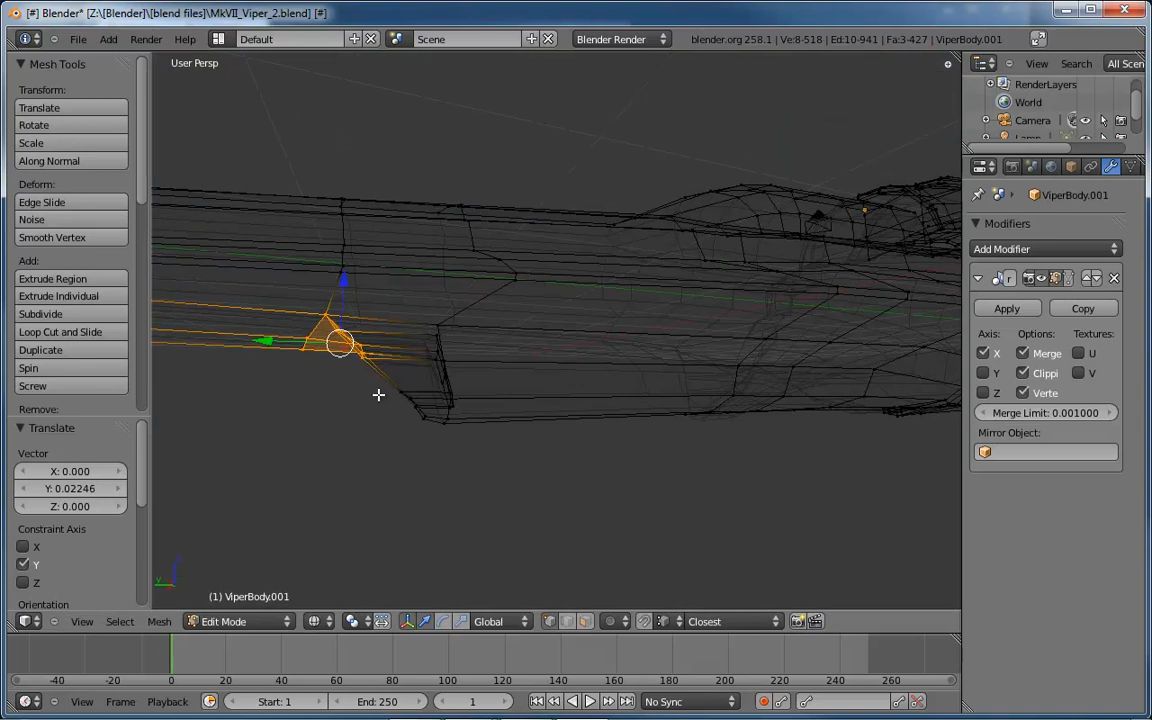 [#] Blender* [Z:\[Blender]\[blend files]\MkVII_Viper_2.blend] [#]
File Add Render Help Default Scene Blender Render blender.org 258.1 | Ve:8-518 | Ed:10-941 | Fa:3-427 | ViperBody.001
Mesh Tools
Transform:
Translate
Rotate
Scale
Along Normal
Deform:
Edge Slide
Noise
Smooth Vertex
Add:
Extrude Region
Extrude Individual
Subdivide
Loop Cut and Slide
Duplicate
Spin
Screw
Remove:
Translate
Vector
X: 0.000
Y: 0.02246
Z: 0.000
Constraint Axis
X
Y
Z
Orientation
User Persp
z
y
(1) ViperBody.001
View Select Mesh Edit Mode Global Closest
-40 -20 0 20 40 60 80 100 120 140 160 180 200 220 240 260
View Frame Playback Start: 1 End: 250 1 No Sync
View Search All Scen
RenderLayers
World
Camera
ViperBody.001
Modifiers
Add Modifier
r
Apply Copy
Axis: Textures:
X Merge U
Y Clippi V
Z Verte
Merge Limit: 0.001000
Mirror Object: